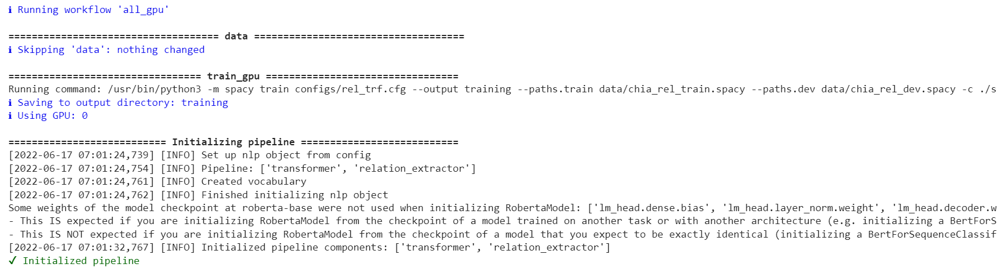 ℹ Running workflow 'all_gpu'
==================================== data ====================================
ℹ Skipping 'data': nothing changed
================================= train_gpu =================================
Running command: /usr/bin/python3 -m spacy train configs/rel_trf.cfg --output training --paths.train data/chia_rel_train.spacy --paths.dev data/chia_rel_dev.spacy -c ./s
ℹ Saving to output directory: training
ℹ Using GPU: 0
=========================== Initializing pipeline ===========================
[2022-06-17 07:01:24,739] [INFO] Set up nlp object from config
[2022-06-17 07:01:24,754] [INFO] Pipeline: ['transformer', 'relation_extractor']
[2022-06-17 07:01:24,761] [INFO] Created vocabulary
[2022-06-17 07:01:24,762] [INFO] Finished initializing nlp object
Some weights of the model checkpoint at roberta-base were not used when initializing RobertaModel: ['lm_head.dense.bias', 'lm_head.layer_norm.weight', 'lm_head.decoder.w
- This IS expected if you are initializing RobertaModel from the checkpoint of a model trained on another task or with another architecture (e.g. initializing a BertForS
- This IS NOT expected if you are initializing RobertaModel from the checkpoint of a model that you expect to be exactly identical (initializing a BertForSequenceClassif
[2022-06-17 07:01:32,767] [INFO] Initialized pipeline components: ['transformer', 'relation_extractor']
✔ Initialized pipeline